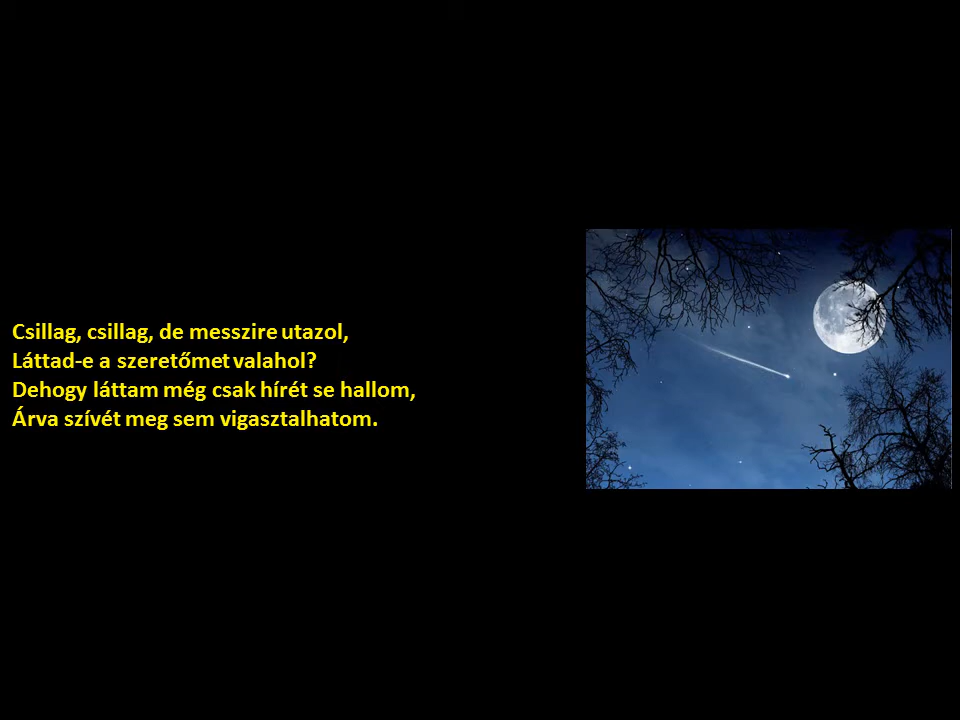 Csillag, csillag, de messzire utazol,
Láttad-e a szeretőmet valahol?
Dehogy láttam még csak hírét se hallom,
Árva szívét meg sem vigasztalhatom.